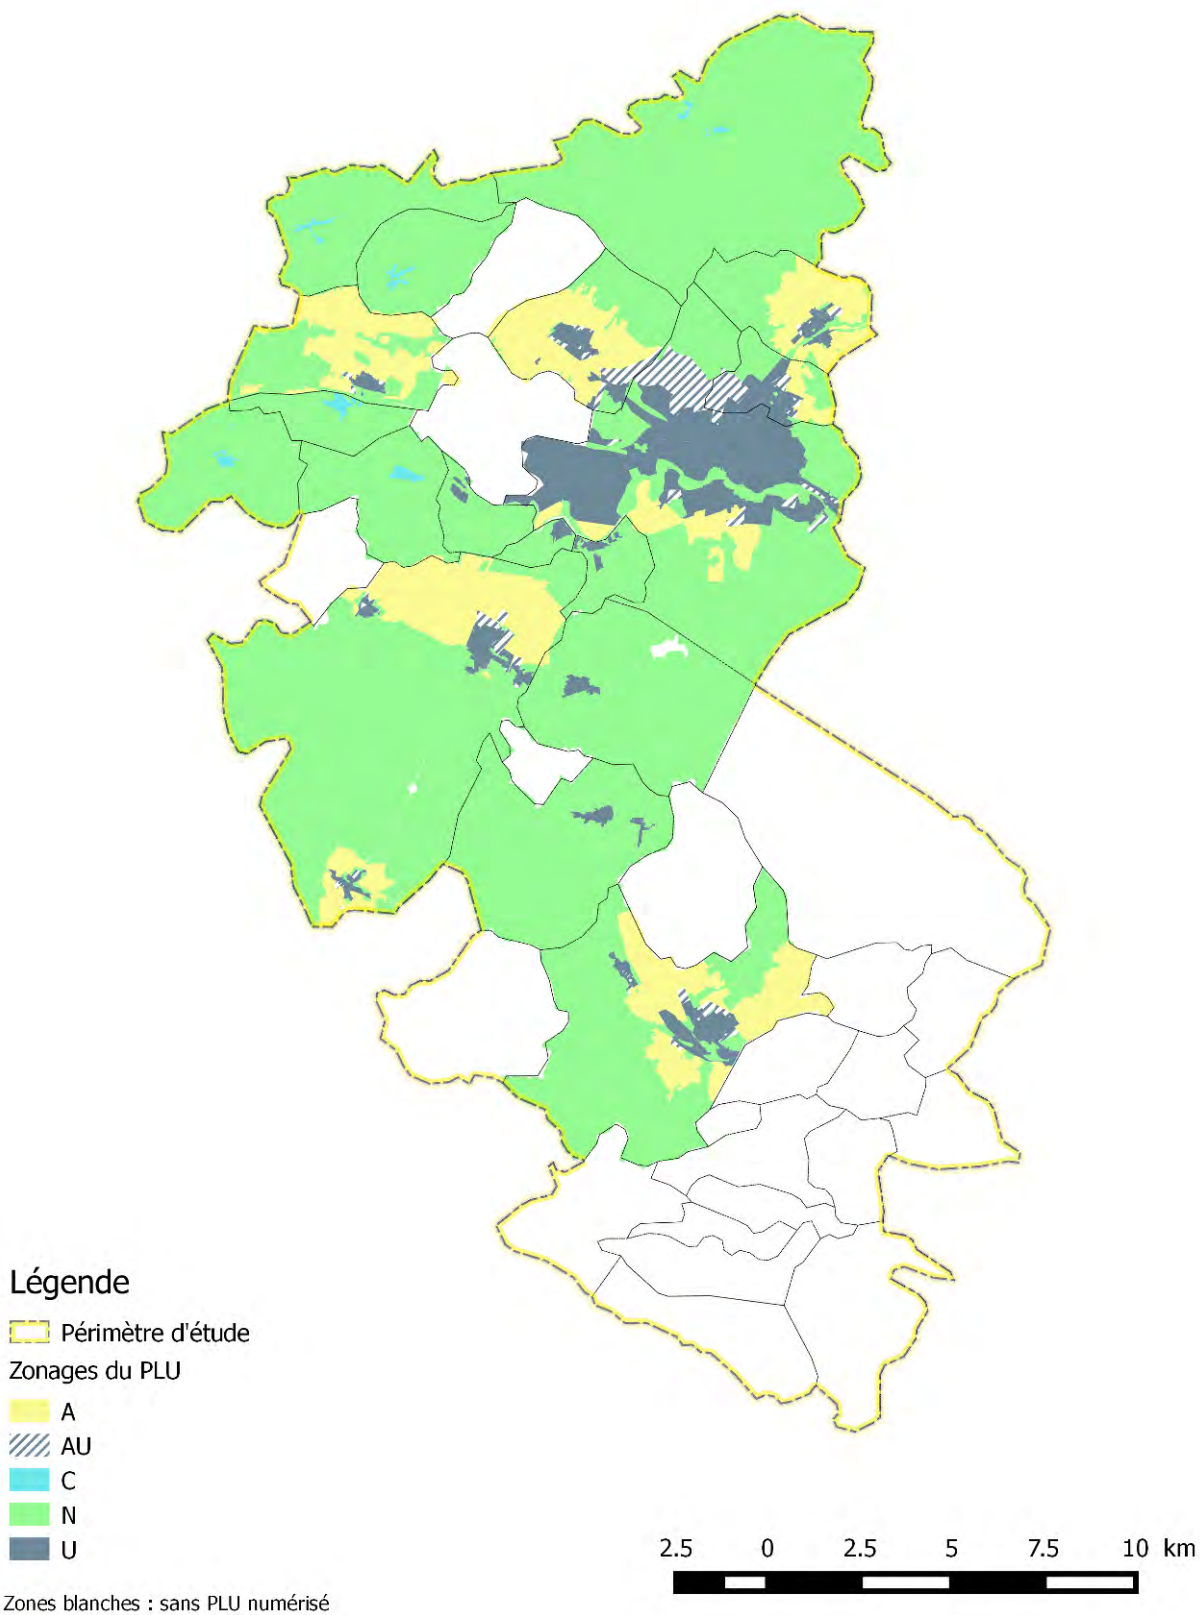 Légende
Périmètre d'étude
Zonages du PLU
A
AU
C
N
U
2.5 0 2.5 5 7.5 10 km
Zones blanches : sans PLU numérisé